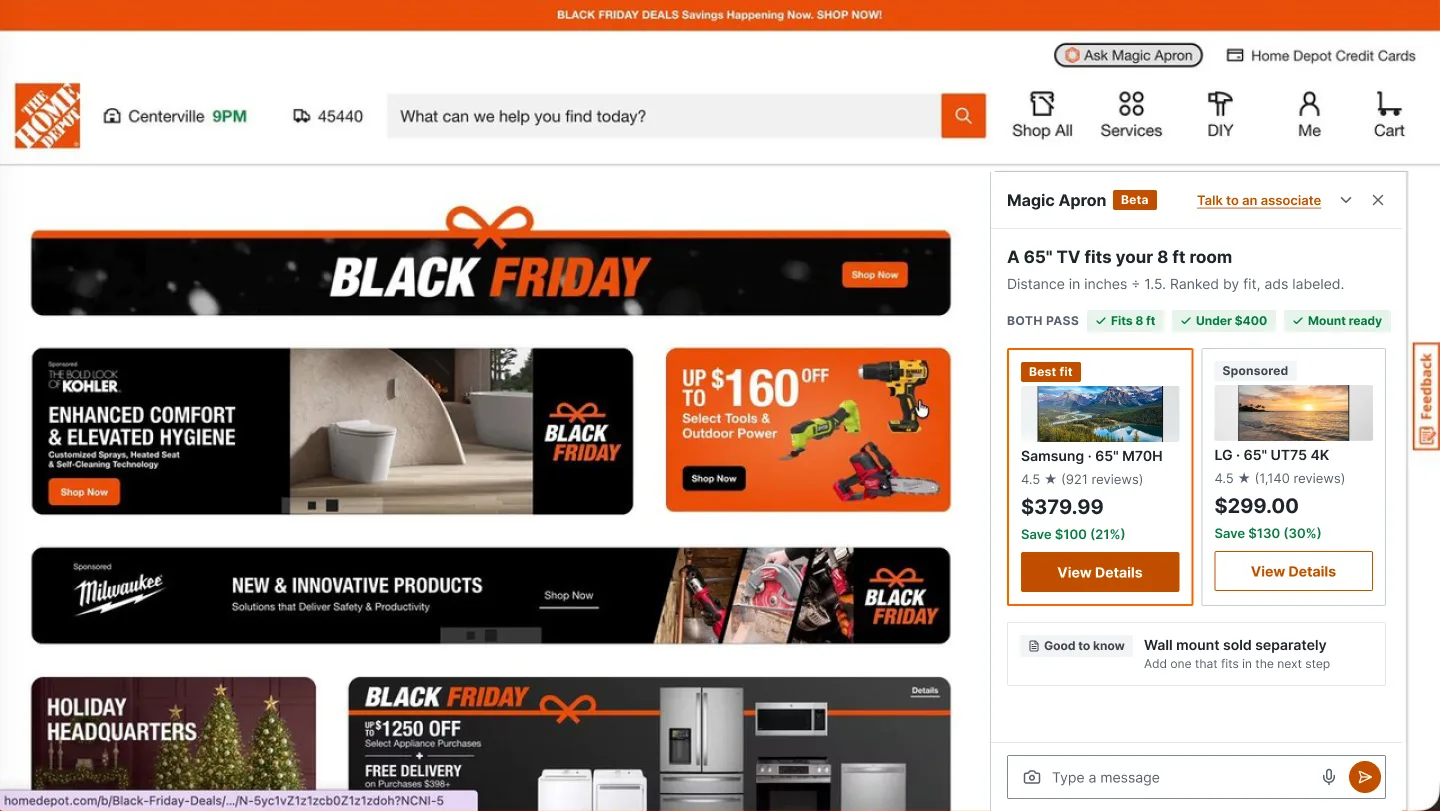 BLACK FRIDAY DEALS Savings Happening Now. SHOP NOW!
Ask Magic Apron
Home Depot Credit Cards
THE HOME DEPOT
Centerville 9PM
45440
What can we help you find today?
Shop All
Services
DIY
Me
Cart
BLACK FRIDAY
Shop Now
Sponsored
THE BOLD LOOK
OF KOHLER
ENHANCED COMFORT
& ELEVATED HYGIENE
Customized Sprays, Heated Seat
& Self-Cleaning Technology
Shop Now
BLACK
FRIDAY
UP TO $160 OFF
Select Tools &
Outdoor Power
Shop Now
Sponsored
Milwaukee
NEW & INNOVATIVE PRODUCTS
Solutions that Deliver Safety & Productivity
Shop Now
BLACK
FRIDAY
HOLIDAY
HEADQUARTERS
BLACK FRIDAY
Details
UP TO $1250 OFF
Select Appliance Purchases
+
FREE DELIVERY
on Purchases $398+
homedepot.com/b/Black-Friday-Deals/.../N-5yc1vZ1z1zcb0Z1z1zdoh?NCNI-5
Magic Apron Beta
Talk to an associate
A 65" TV fits your 8 ft room
Distance in inches ÷ 1.5. Ranked by fit, ads labeled.
BOTH PASS ✓ Fits 8 ft ✓ Under $400 ✓ Mount ready
Best fit
Samsung · 65" M70H
4.5 ★ (921 reviews)
$379.99
Save $100 (21%)
View Details
Sponsored
LG · 65" UT75 4K
4.5 ★ (1,140 reviews)
$299.00
Save $130 (30%)
View Details
Good to know
Wall mount sold separately
Add one that fits in the next step
Type a message
Feedback